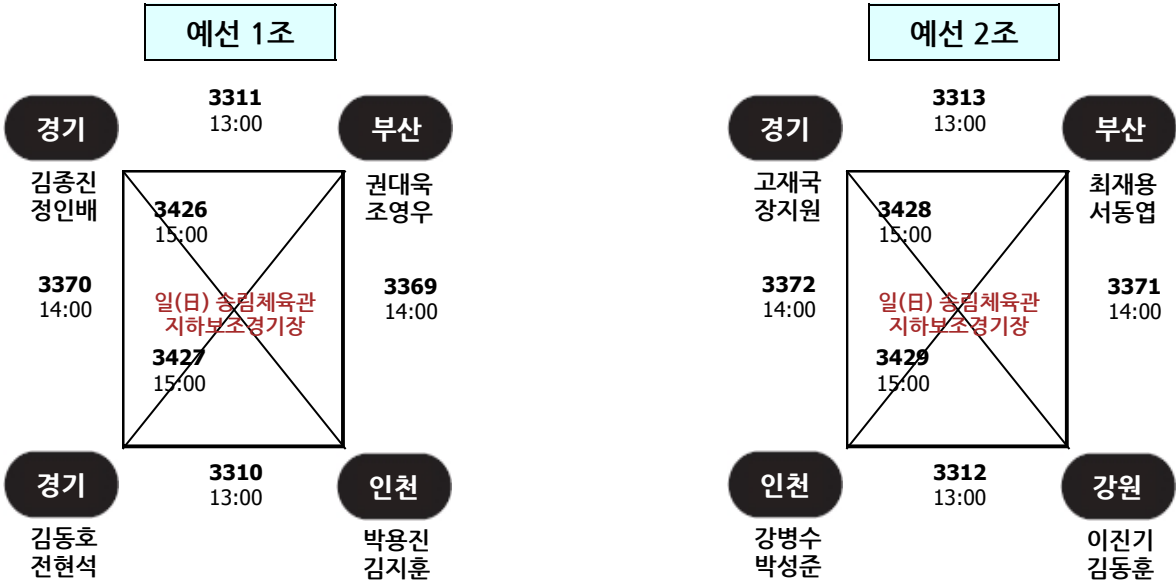 예선 1조
3311
13:00
경기
부산
김종진
정인배
권대욱
조영우
3426
15:00
3370
14:00
3369
14:00
일(日) 송림체육관
지하보조경기장
3427
15:00
경기
3310
13:00
인천
김동호
전현석
박용진
김지훈
예선 2조
3313
13:00
경기
부산
고재국
장지원
최재용
서동엽
3428
15:00
3372
14:00
3371
14:00
일(日) 송림체육관
지하보조경기장
3429
15:00
인천
3312
13:00
강원
강병수
박성준
이진기
김동훈